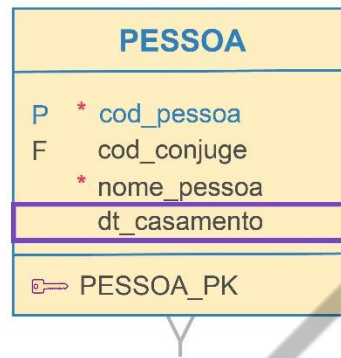 PESSOA
P * cod_pessoa
F cod_conjuge
* nome_pessoa
dt_casamento
PESSOA_PK